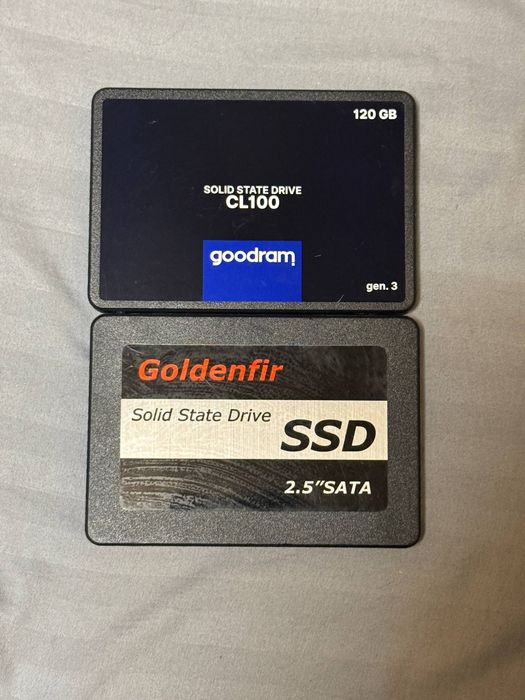 120 GB
SOLID STATE DRIVE
CL100
goodram
gen. 3
Goldenfir
Solid State Drive
SSD
2.5”SATA